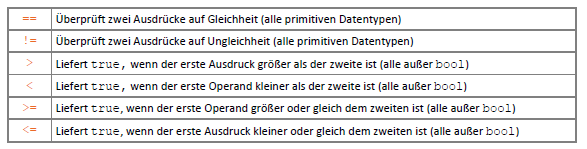 == Überprüft zwei Ausdrücke auf Gleichheit (alle primitiven Datentypen)
!= Überprüft zwei Ausdrücke auf Ungleichheit (alle primitiven Datentypen)
> Liefert true, wenn der erste Ausdruck größer als der zweite ist (alle außer bool)
< Liefert true, wenn der erste Operand kleiner als der zweite ist (alle außer bool)
>= Liefert true, wenn der erste Operand größer oder gleich dem zweiten ist (alle außer bool)
<= Liefert true, wenn der erste Ausdruck kleiner oder gleich dem zweiten ist (alle außer bool)